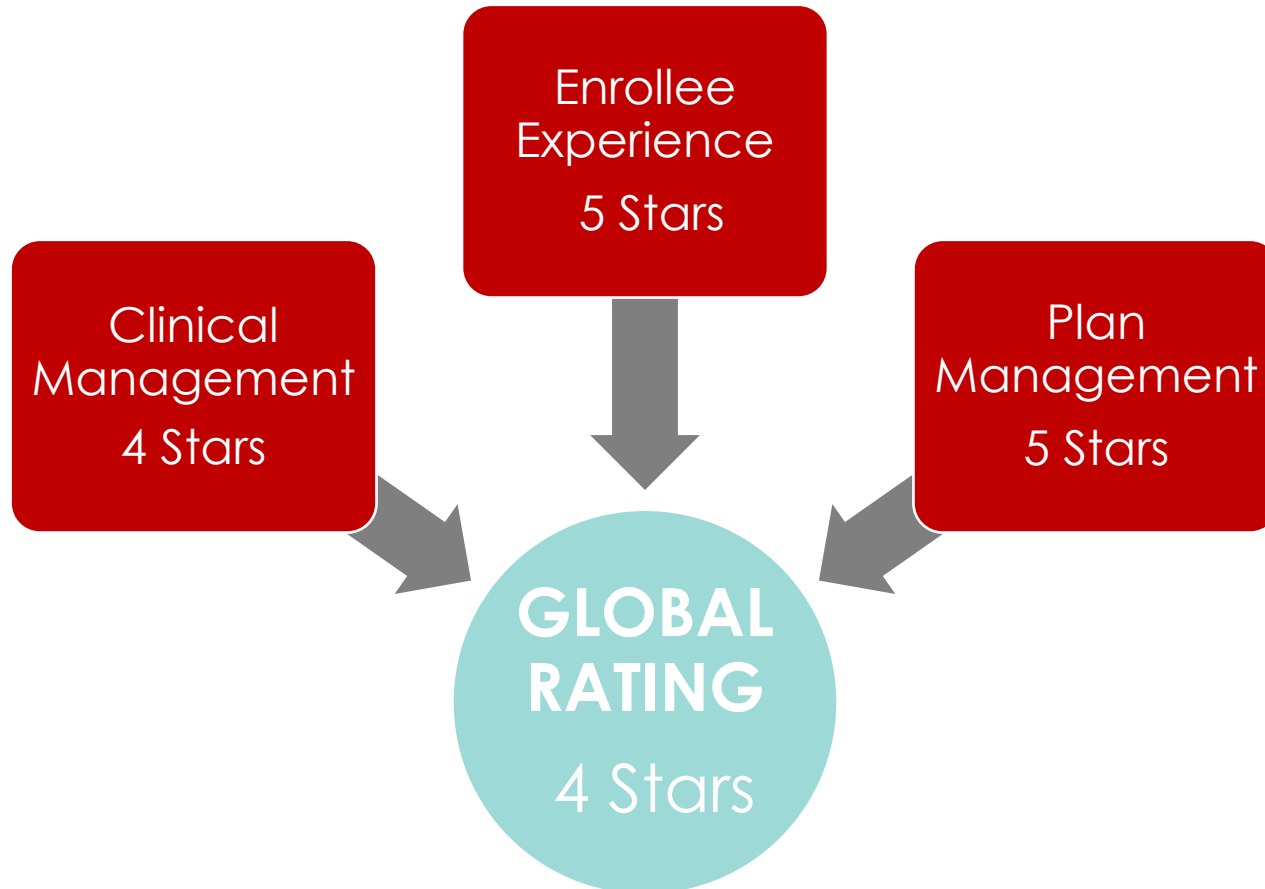 Enrollee
Experience
5 Stars
Clinical
Management
4 Stars
Plan
Management
5 Stars
GLOBAL
RATING
4 Stars